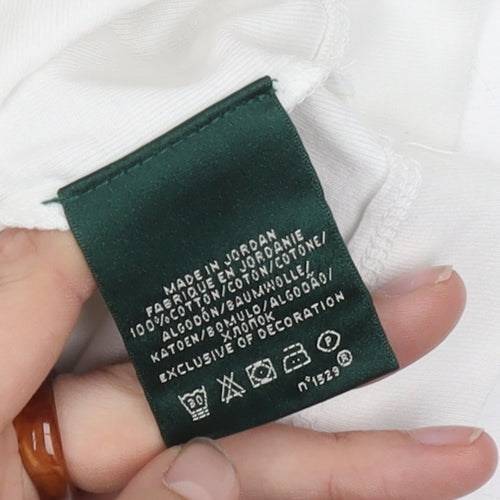 MADE IN JORDAN
FABRIQUE EN JORDANIE
100%COTTON/COTON/COTONE/
ALGODÓN/BAUMWOLLE/
KATOEN/BOMULD/ALGODÃO/
ХЛОПОК
EXCLUSIVE OF DECORATION
30 P
n°1529 ®